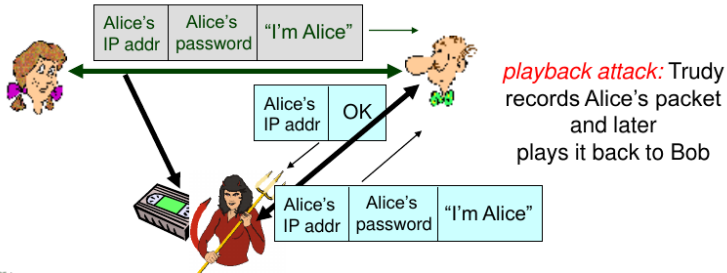 Alice's
IP addr
Alice's
password
"I'm Alice"
Alice's
IP addr
OK
Alice's
IP addr
Alice's
password
"I'm Alice"
playback attack: Trudy
records Alice's packet
and later
plays it back to Bob